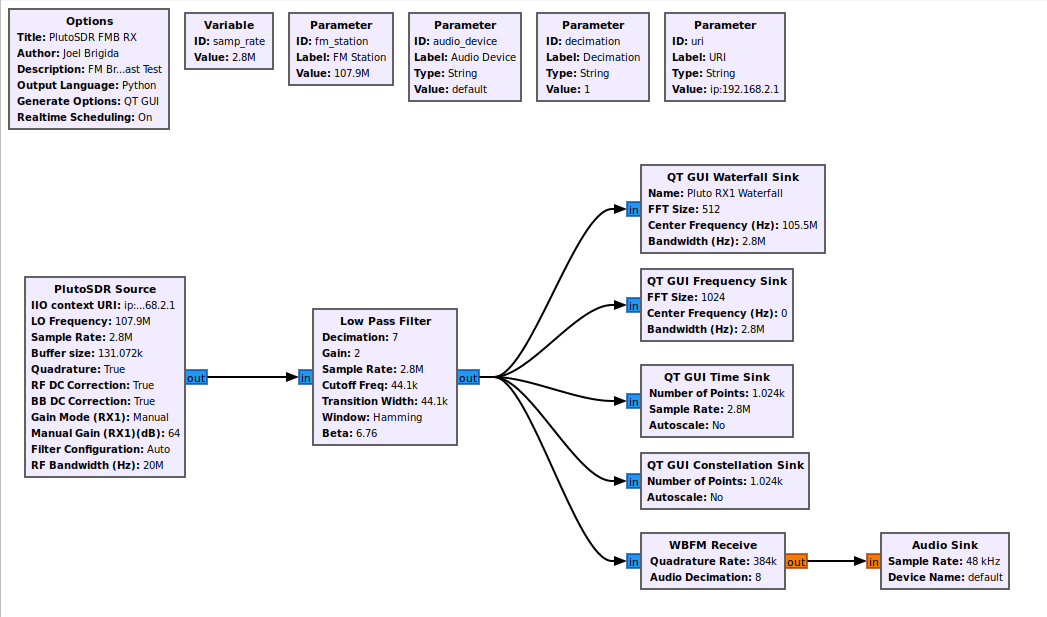 Options
Title: PlutoSDR FMB RX
Author: Joel Brigida
Description: FM Br...ast Test
Output Language: Python
Generate Options: QT GUI
Realtime Scheduling: On
Variable
ID: samp_rate
Value: 2.8M
Parameter
ID: fm_station
Label: FM Station
Value: 107.9M
Parameter
ID: audio_device
Label: Audio Device
Type: String
Value: default
Parameter
ID: decimation
Label: Decimation
Type: String
Value: 1
Parameter
ID: uri
Label: URI
Type: String
Value: ip:192.168.2.1
PlutoSDR Source
IIO context URI: ip:...68.2.1
LO Frequency: 107.9M
Sample Rate: 2.8M
Buffer size: 131.072k
Quadrature: True
RF DC Correction: True
BB DC Correction: True
Gain Mode (RX1): Manual
Manual Gain (RX1)(dB): 64
Filter Configuration: Auto
RF Bandwidth (Hz): 20M
out
in
Low Pass Filter
Decimation: 7
Gain: 2
Sample Rate: 2.8M
Cutoff Freq: 44.1k
Transition Width: 44.1k
Window: Hamming
Beta: 6.76
out
in
QT GUI Waterfall Sink
Name: Pluto RX1 Waterfall
FFT Size: 512
Center Frequency (Hz): 105.5M
Bandwidth (Hz): 2.8M
in
QT GUI Frequency Sink
FFT Size: 1024
Center Frequency (Hz): 0
Bandwidth (Hz): 2.8M
in
QT GUI Time Sink
Number of Points: 1.024k
Sample Rate: 2.8M
Autoscale: No
in
QT GUI Constellation Sink
Number of Points: 1.024k
Autoscale: No
in
WBFM Receive
Quadrature Rate: 384k
Audio Decimation: 8
out
in
Audio Sink
Sample Rate: 48 kHz
Device Name: default